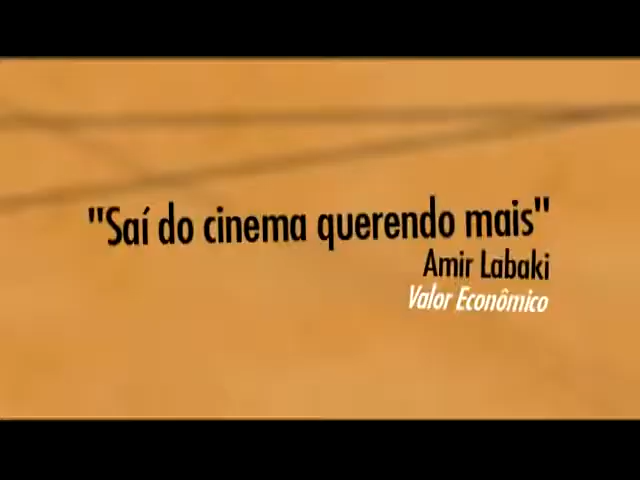 "Saí do cinema querendo mais"
Amir Labaki
Valor Econômico